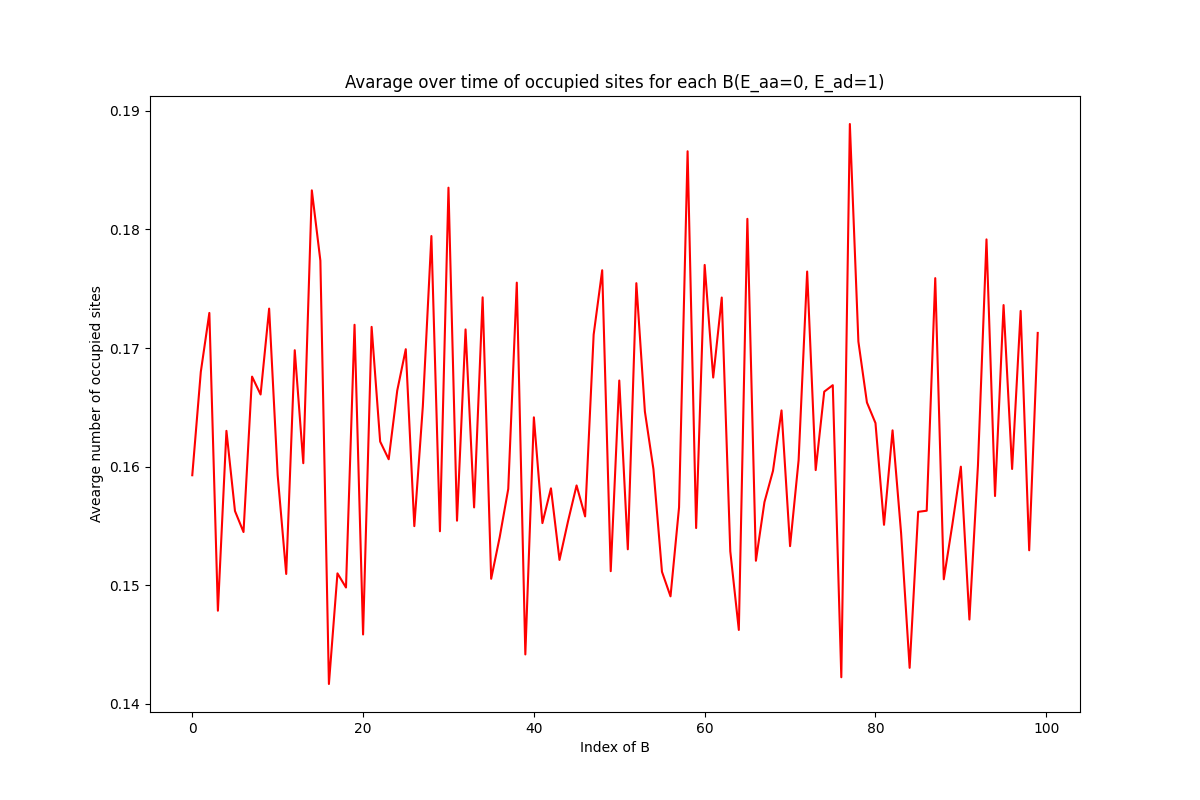 Avarage over time of occupied sites for each B(E_aa=0, E_ad=1)
0.19
0.18
0.17
0.16
0.15
0.14
Avearge number of occupied sites
0 20 40 60 80 100
Index of B